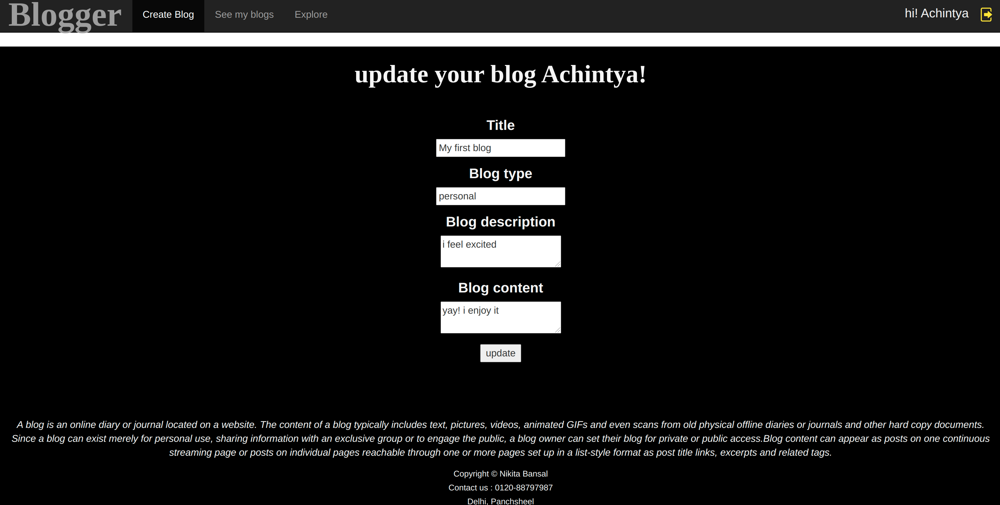 Blogger
Create Blog
See my blogs
Explore
hi! Achintya
update your blog Achintya!
Title
My first blog
Blog type
personal
Blog description
i feel excited
Blog content
yay! i enjoy it
update
A blog is an online diary or journal located on a website. The content of a blog typically includes text, pictures, videos, animated GIFs and even scans from old physical offline diaries or journals and other hard copy documents.
Since a blog can exist merely for personal use, sharing information with an exclusive group or to engage the public, a blog owner can set their blog for private or public access.Blog content can appear as posts on one continuous
streaming page or posts on individual pages reachable through one or more pages set up in a list-style format as post title links, excerpts and related tags.
Copyright © Nikita Bansal
Contact us : 0120-88797987
Delhi, Panchsheel